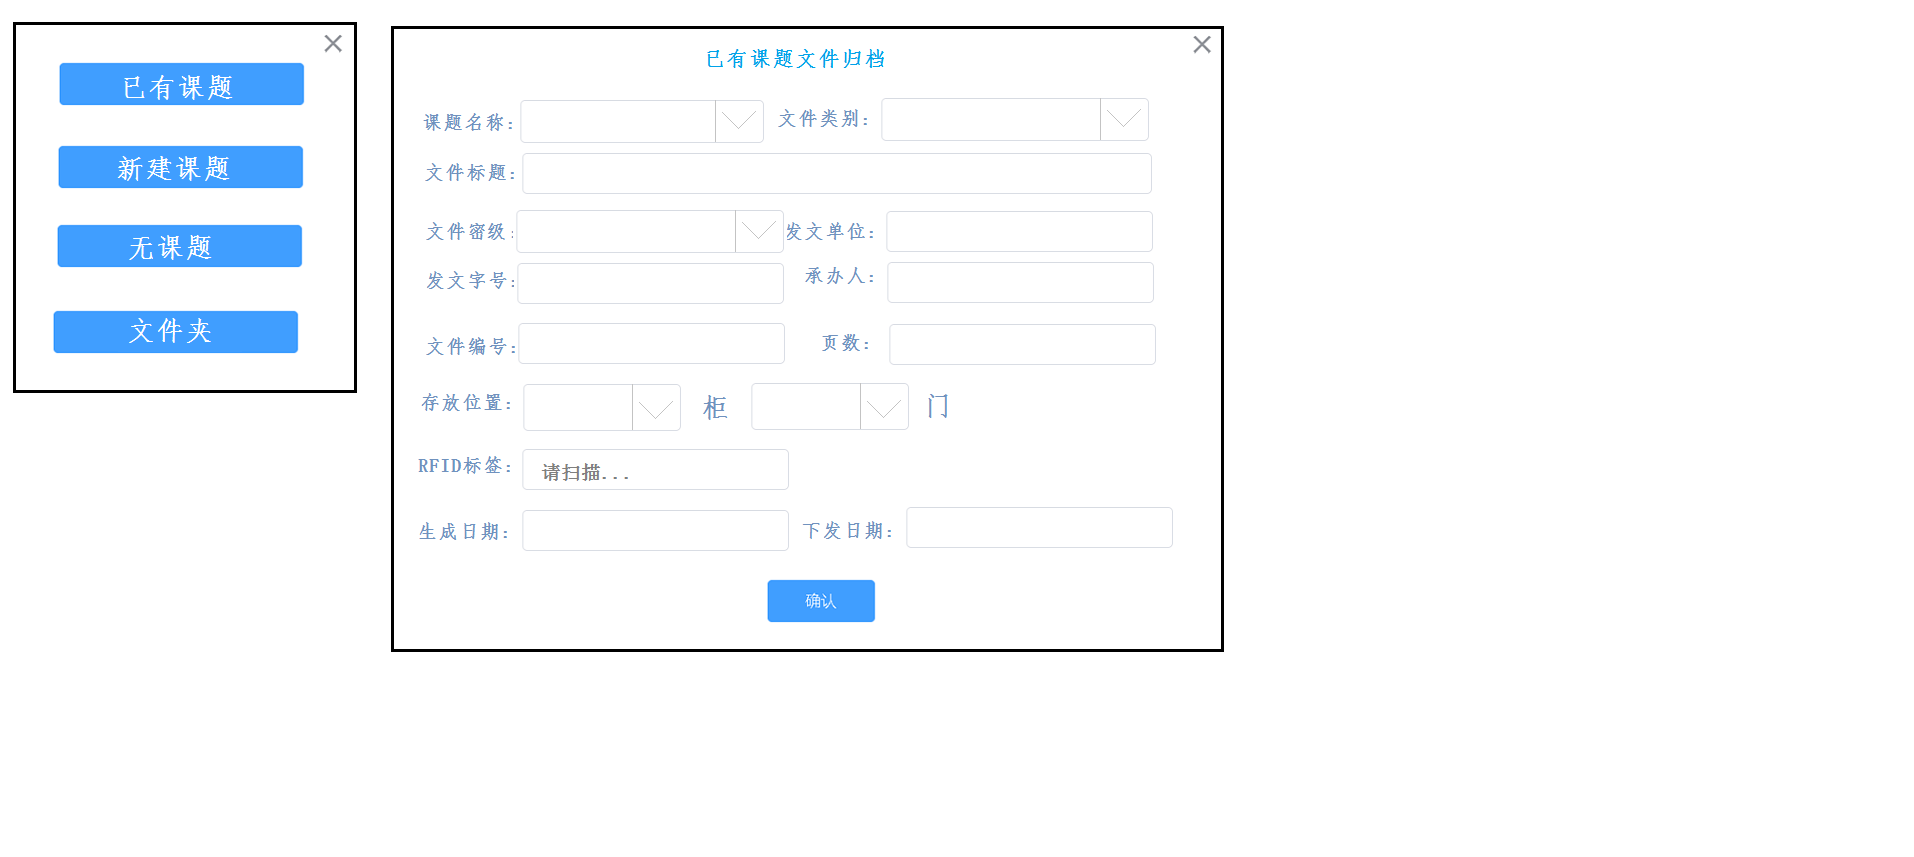 已有课题
新建课题
无课题
文件夹
已有课题文件归档
课题名称: 文件类别:
文件标题:
文件密级: 发文单位:
发文字号: 承办人:
文件编号: 页数:
存放位置: 柜 门
RFID标签: 请扫描...
生成日期: 下发日期:
确认